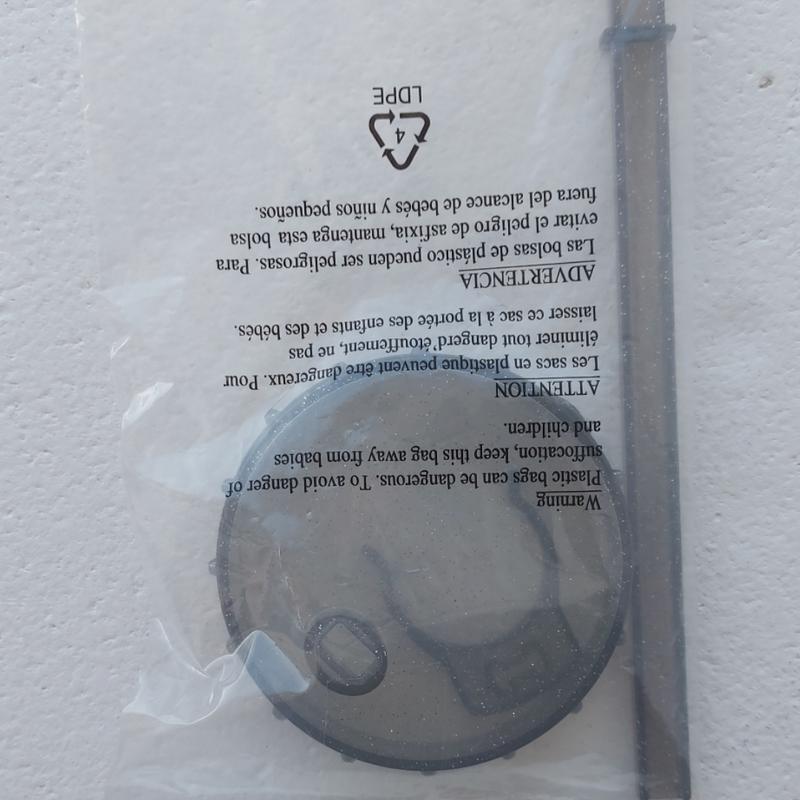 Warning
Plastic bags can be dangerous. To avoid danger of
suffocation, keep this bag away from babies
and children.
ATTENTION
Les sacs en plastique peuvent être dangereux. Pour
éliminer tout dangerd'étouffement, ne pas
laisser ce sac à la portée des enfants et des bébés.
ADVERTENCIA
Las bolsas de plástico pueden ser peligrosas. Para
evitar el peligro de asfixia, mantenga esta bolsa
fuera del alcance de bebés y niños pequeños.
4
LDPE